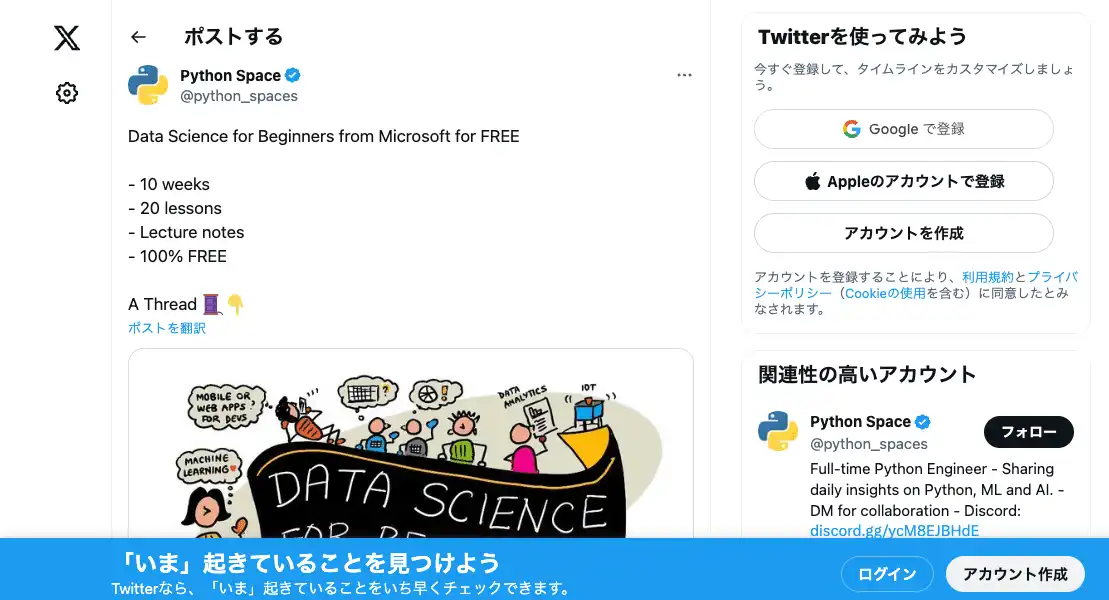 ポストする
Python Space
@python_spaces
Data Science for Beginners from Microsoft for FREE
- 10 weeks
- 20 lessons
- Lecture notes
- 100% FREE
A Thread 🧵👇
ポストを翻訳
MOBILE OR
WEB APPS
FOR DEVS
?
!
DATA
ANALYTICS
IOT
MACHINE
LEARNING
DATA SCIENCE
Twitterを使ってみよう
今すぐ登録して、タイムラインをカスタマイズしましょ
う。
Google で登録
Appleのアカウントで登録
アカウントを作成
アカウントを登録することにより、利用規約とプライバ
シーポリシー（Cookieの使用を含む）に同意したとみ
なされます。
関連性の高いアカウント
Python Space
@python_spaces
フォロー
Full-time Python Engineer - Sharing
daily insights on Python, ML and AI. -
DM for collaboration - Discord:
discord.gg/ycM8EJBHdE
「いま」起きていることを見つけよう
Twitterなら、「いま」起きていることをいち早くチェックできます。
ログイン
アカウント作成